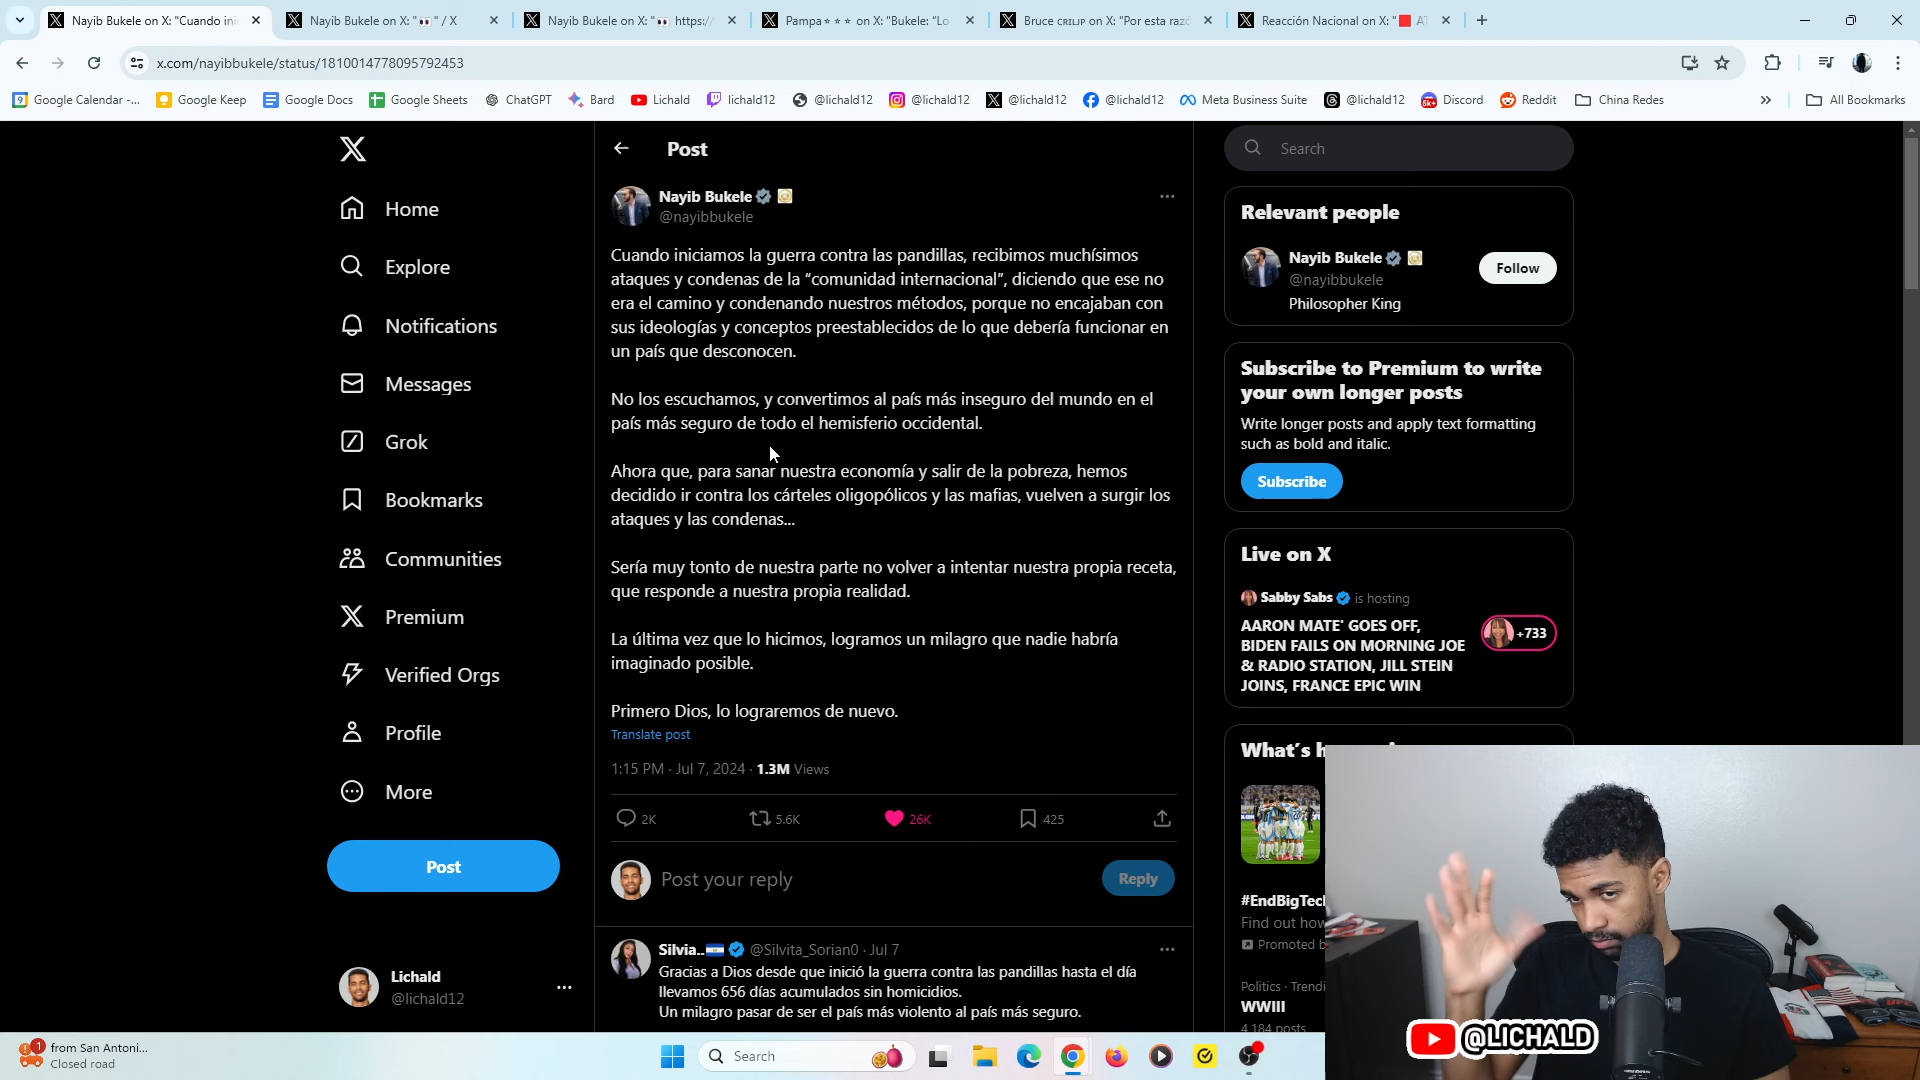 Nayib Bukele on X: "Cuando ini
Nayib Bukele on X: "👀" / X
Nayib Bukele on X: "👀 https:/
Pampa⭐⭐⭐ on X: "Bukele: "Lo
Bruce CRILIP on X: "Por esta razó
Reacción Nacional on X: "🟥 AT
x.com/nayibbukele/status/1810014778095792453
Google Calendar -...
Google Keep
Google Docs
Google Sheets
ChatGPT
Bard
Lichald
lichald12
@lichald12
@lichald12
@lichald12
@lichald12
Meta Business Suite
@lichald12
Discord
Reddit
China Redes
All Bookmarks
Home
Explore
Notifications
Messages
Grok
Bookmarks
Communities
Premium
Verified Orgs
Profile
More
Post
Lichald
@lichald12
Post
Nayib Bukele
@nayibbukele
Cuando iniciamos la guerra contra las pandillas, recibimos muchísimos
ataques y condenas de la “comunidad internacional”, diciendo que ese no
era el camino y condenando nuestros métodos, porque no encajaban con
sus ideologías y conceptos preestablecidos de lo que debería funcionar en
un país que desconocen.
No los escuchamos, y convertimos al país más inseguro del mundo en el
país más seguro de todo el hemisferio occidental.
Ahora que, para sanar nuestra economía y salir de la pobreza, hemos
decidido ir contra los cárteles oligopólicos y las mafias, vuelven a surgir los
ataques y las condenas...
Sería muy tonto de nuestra parte no volver a intentar nuestra propia receta,
que responde a nuestra propia realidad.
La última vez que lo hicimos, logramos un milagro que nadie habría
imaginado posible.
Primero Dios, lo lograremos de nuevo.
Translate post
1:15 PM · Jul 7, 2024 · 1.3M Views
2K
5.6K
26K
425
Post your reply
Reply
Silvia..🇸🇻 @Silvita_Sorian0 · Jul 7
Gracias a Dios desde que inició la guerra contra las pandillas hasta el día
llevamos 656 días acumulados sin homicidios.
Un milagro pasar de ser el país más violento al país más seguro.
Search
Relevant people
Nayib Bukele
@nayibbukele
Follow
Philosopher King
Subscribe to Premium to write
your own longer posts
Write longer posts and apply text formatting
such as bold and italic.
Subscribe
Live on X
Sabby Sabs is hosting
AARON MATE' GOES OFF,
BIDEN FAILS ON MORNING JOE
& RADIO STATION, JILL STEIN
JOINS, FRANCE EPIC WIN
+733
What's h
#EndBigTecl
Find out how
Promoted b
Politics · Trendi
WWIII
4,184 posts
@LICHALD
1
from San Antoni...
Closed road
Search